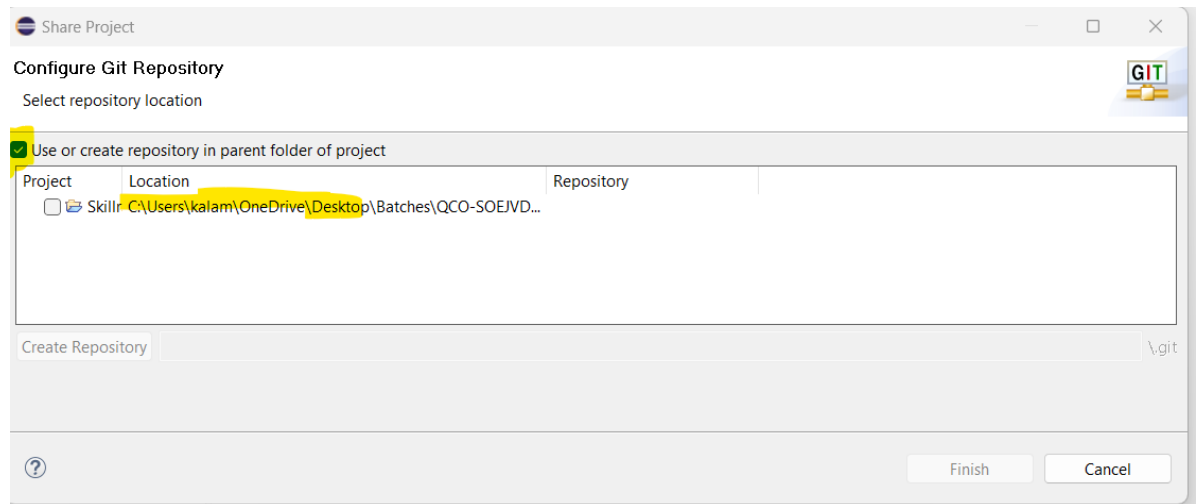 Share Project
Configure Git Repository
GIT
Select repository location
Use or create repository in parent folder of project
Project Location Repository
Skillr C:\Users\kalam\OneDrive\Desktop\Batches\QCO-SOEJVD...
Create Repository \.git
? Finish Cancel